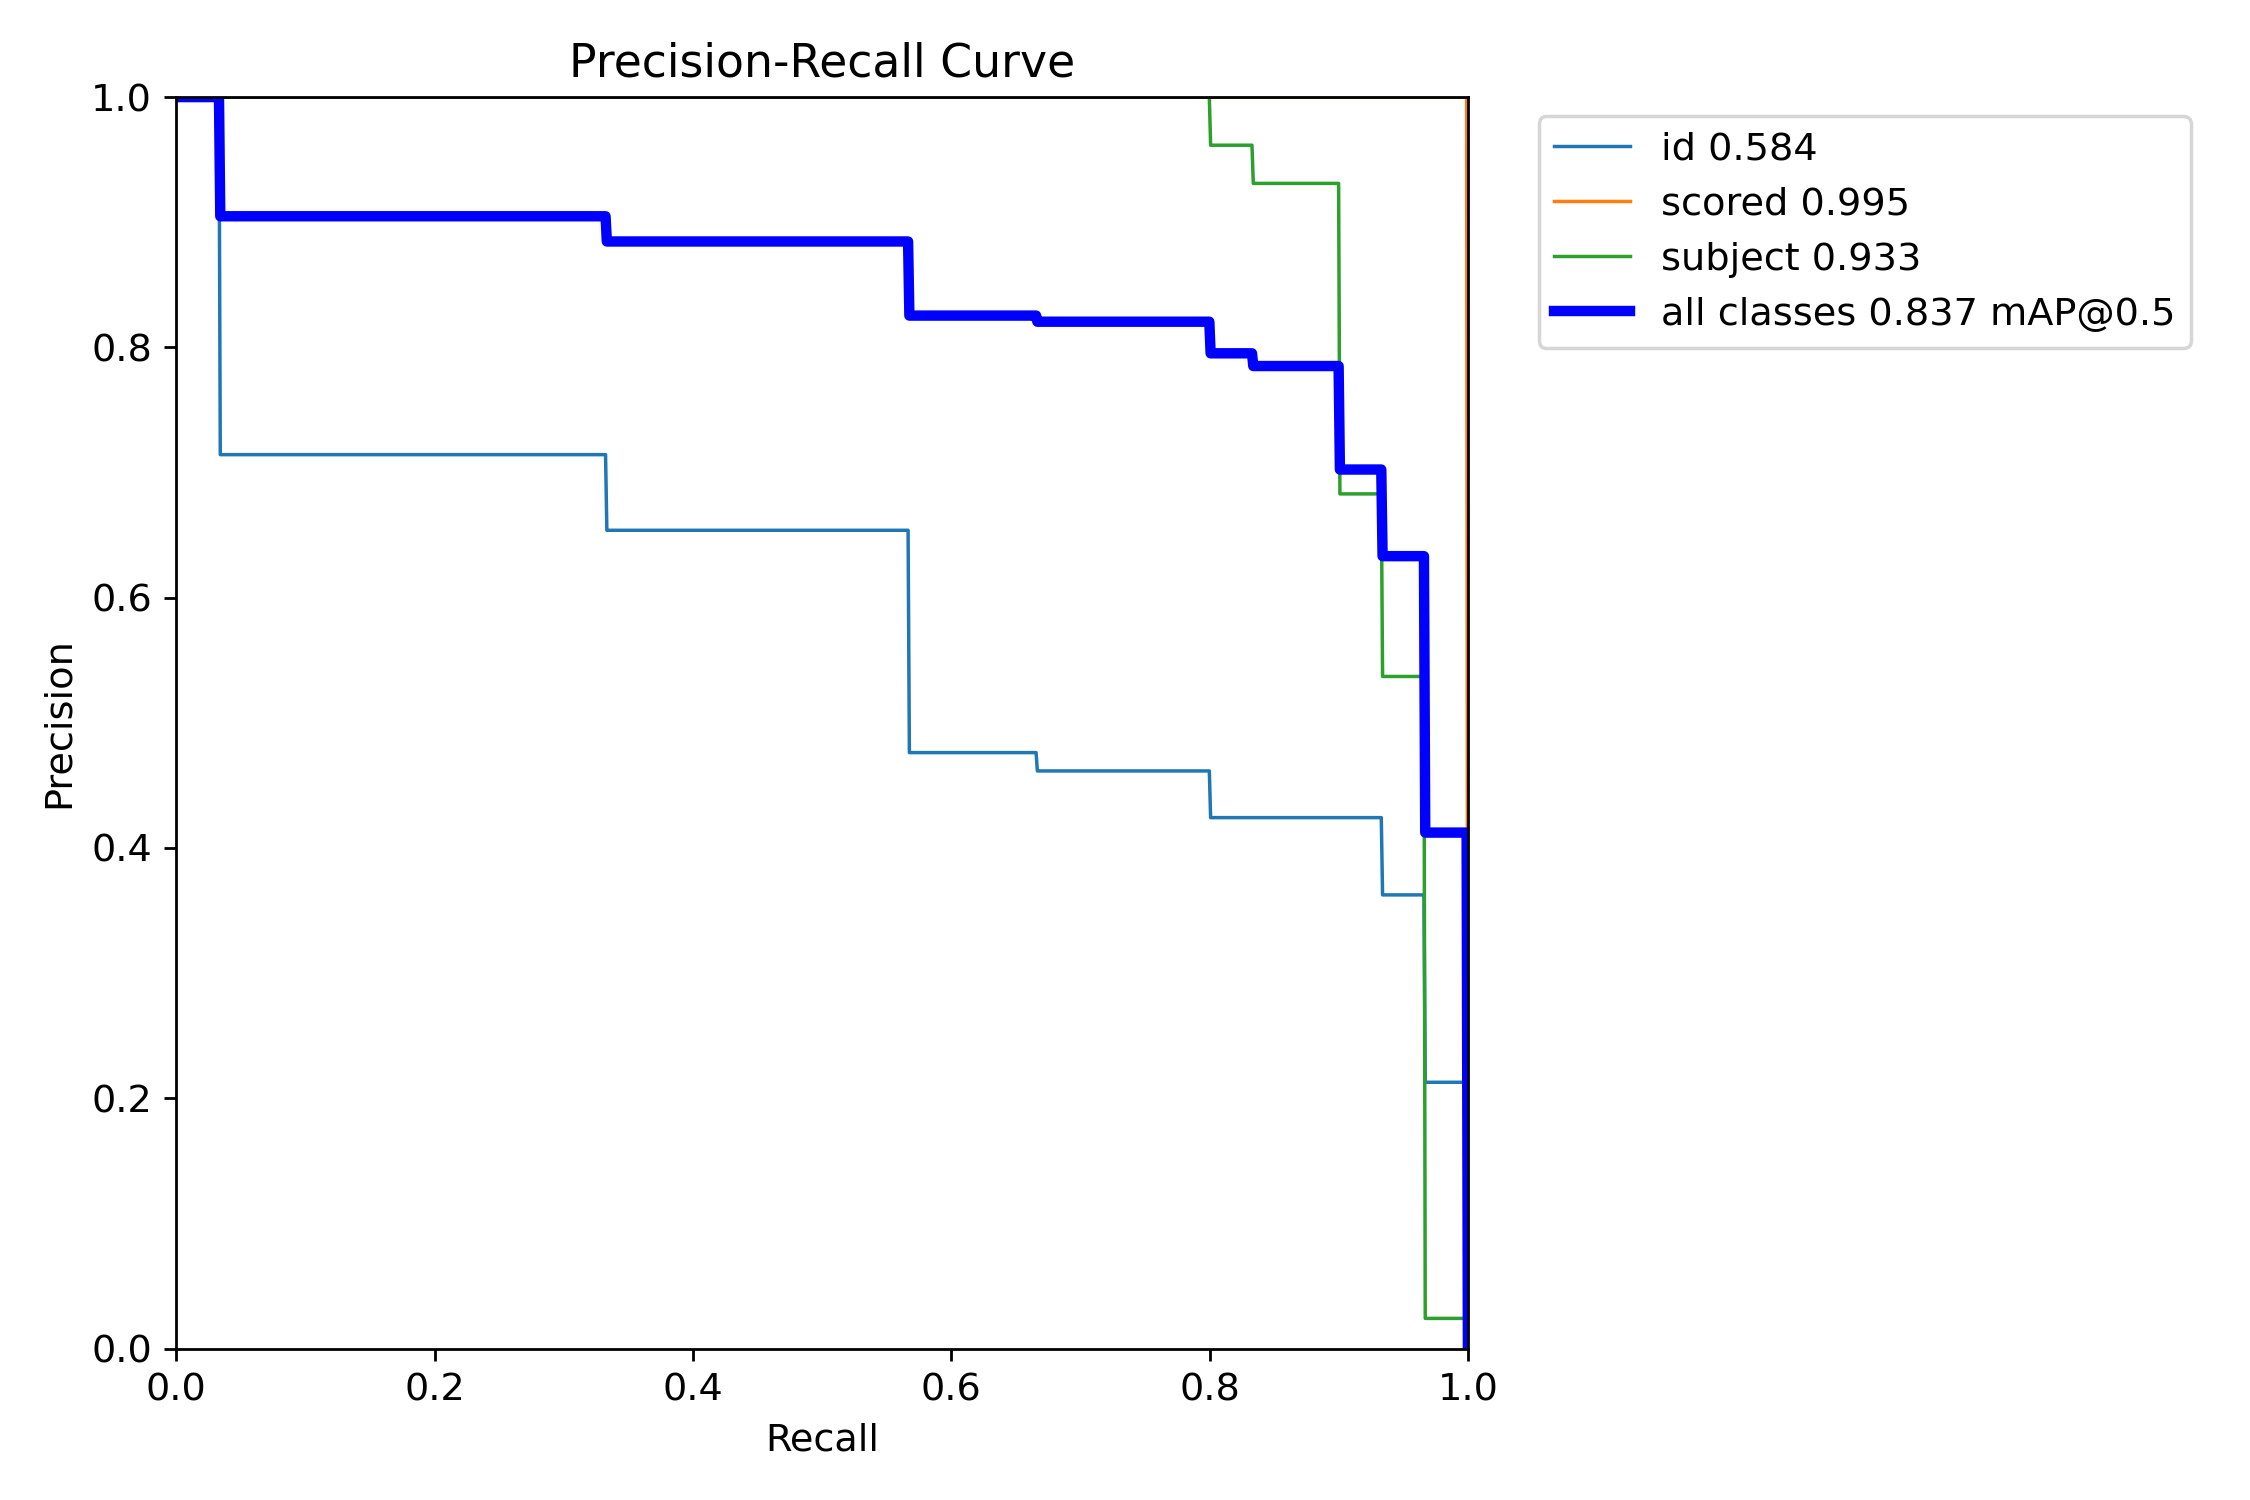 Precision-Recall Curve
1.0
0.8
0.6
0.4
0.2
0.0
Precision
0.0 0.2 0.4 0.6 0.8 1.0
Recall
id 0.584
scored 0.995
subject 0.933
all classes 0.837 mAP@0.5